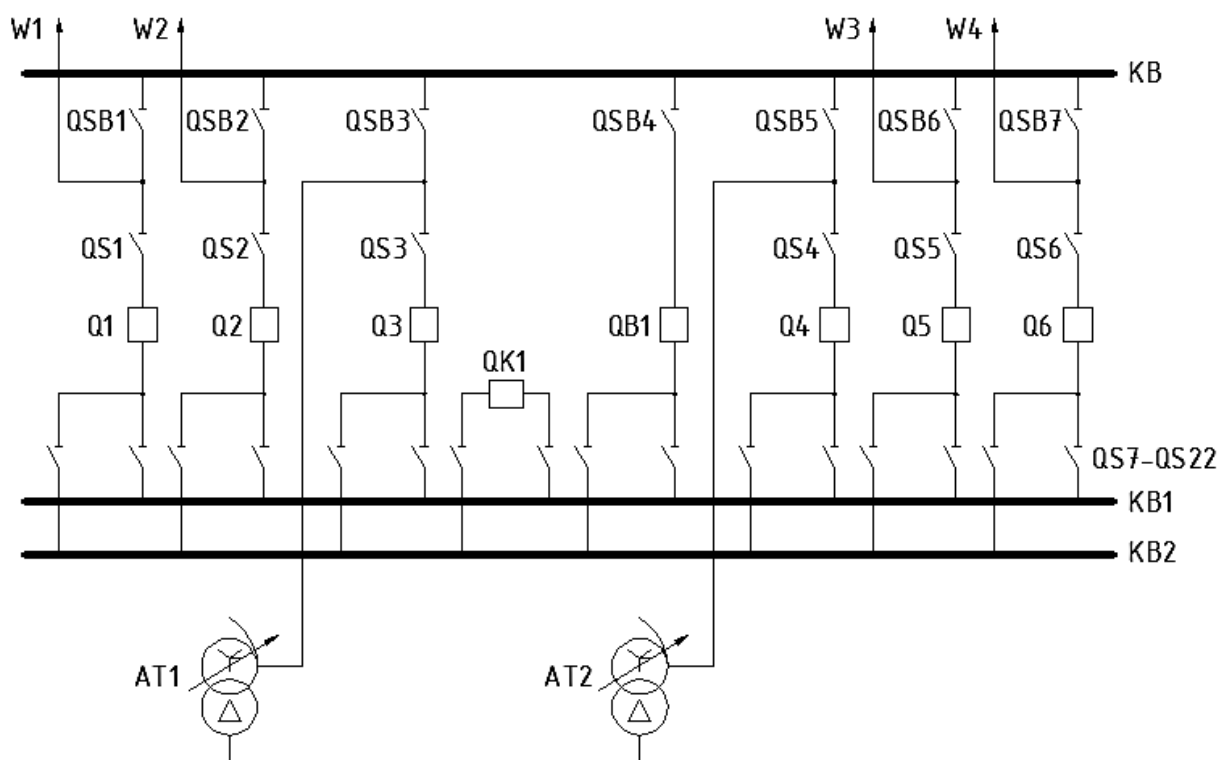 W1 W2 W3 W4
KB
QSB1 QSB2 QSB3 QSB4 QSB5 QSB6 QSB7
QS1 QS2 QS3 QS4 QS5 QS6
Q1 Q2 Q3 QB1 Q4 Q5 Q6
QK1
QS7-QS22
KB1
KB2
AT1 AT2